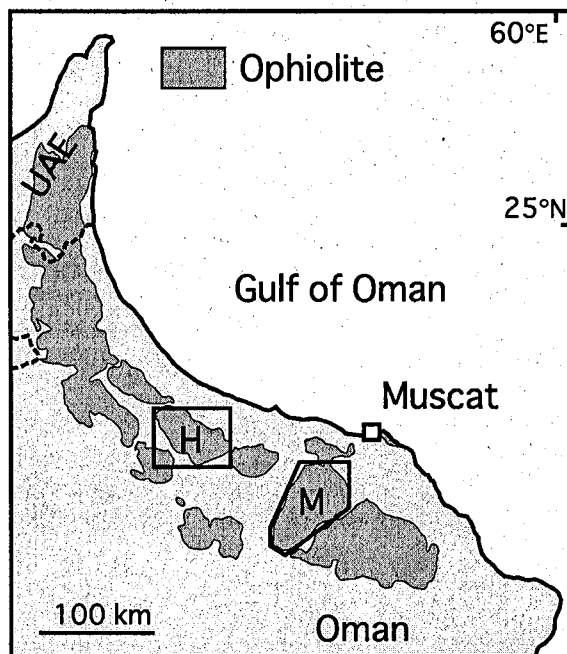 60°E
Ophiolite
UAE
25°N
Gulf of Oman
Muscat
H
M
100 km
Oman